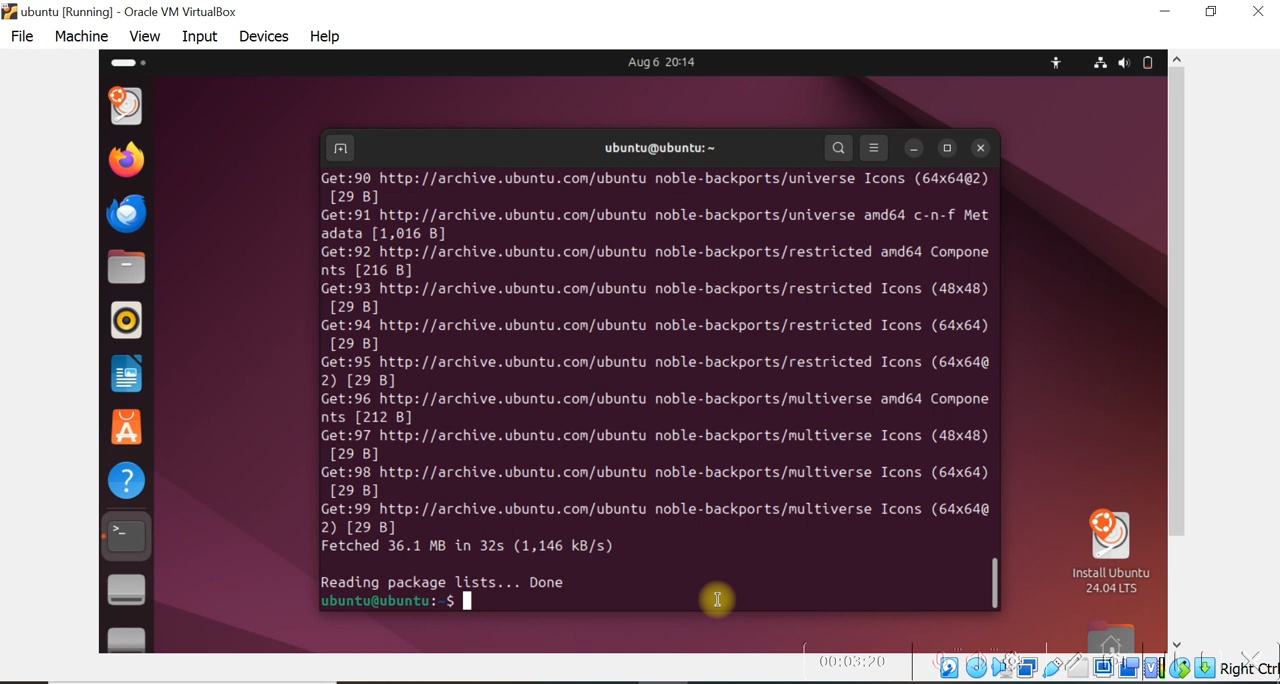 ubuntu [Running] - Oracle VM VirtualBox
File Machine View Input Devices Help
Aug 6 20:14
ubuntu@ubuntu: ~
Get:90 http://archive.ubuntu.com/ubuntu noble-backports/universe Icons (64x64@2)
[29 B]
Get:91 http://archive.ubuntu.com/ubuntu noble-backports/universe amd64 c-n-f Met
adata [1,016 B]
Get:92 http://archive.ubuntu.com/ubuntu noble-backports/restricted amd64 Compone
nts [216 B]
Get:93 http://archive.ubuntu.com/ubuntu noble-backports/restricted Icons (48x48)
[29 B]
Get:94 http://archive.ubuntu.com/ubuntu noble-backports/restricted Icons (64x64)
[29 B]
Get:95 http://archive.ubuntu.com/ubuntu noble-backports/restricted Icons (64x64@
2) [29 B]
Get:96 http://archive.ubuntu.com/ubuntu noble-backports/multiverse amd64 Compone
nts [212 B]
Get:97 http://archive.ubuntu.com/ubuntu noble-backports/multiverse Icons (48x48)
[29 B]
Get:98 http://archive.ubuntu.com/ubuntu noble-backports/multiverse Icons (64x64)
[29 B]
Get:99 http://archive.ubuntu.com/ubuntu noble-backports/multiverse Icons (64x64@
2) [29 B]
Fetched 36.1 MB in 32s (1,146 kB/s)
Reading package lists... Done
ubuntu@ubuntu:~$
Install Ubuntu
24.04 LTS
00:03:20
Right Ctrl